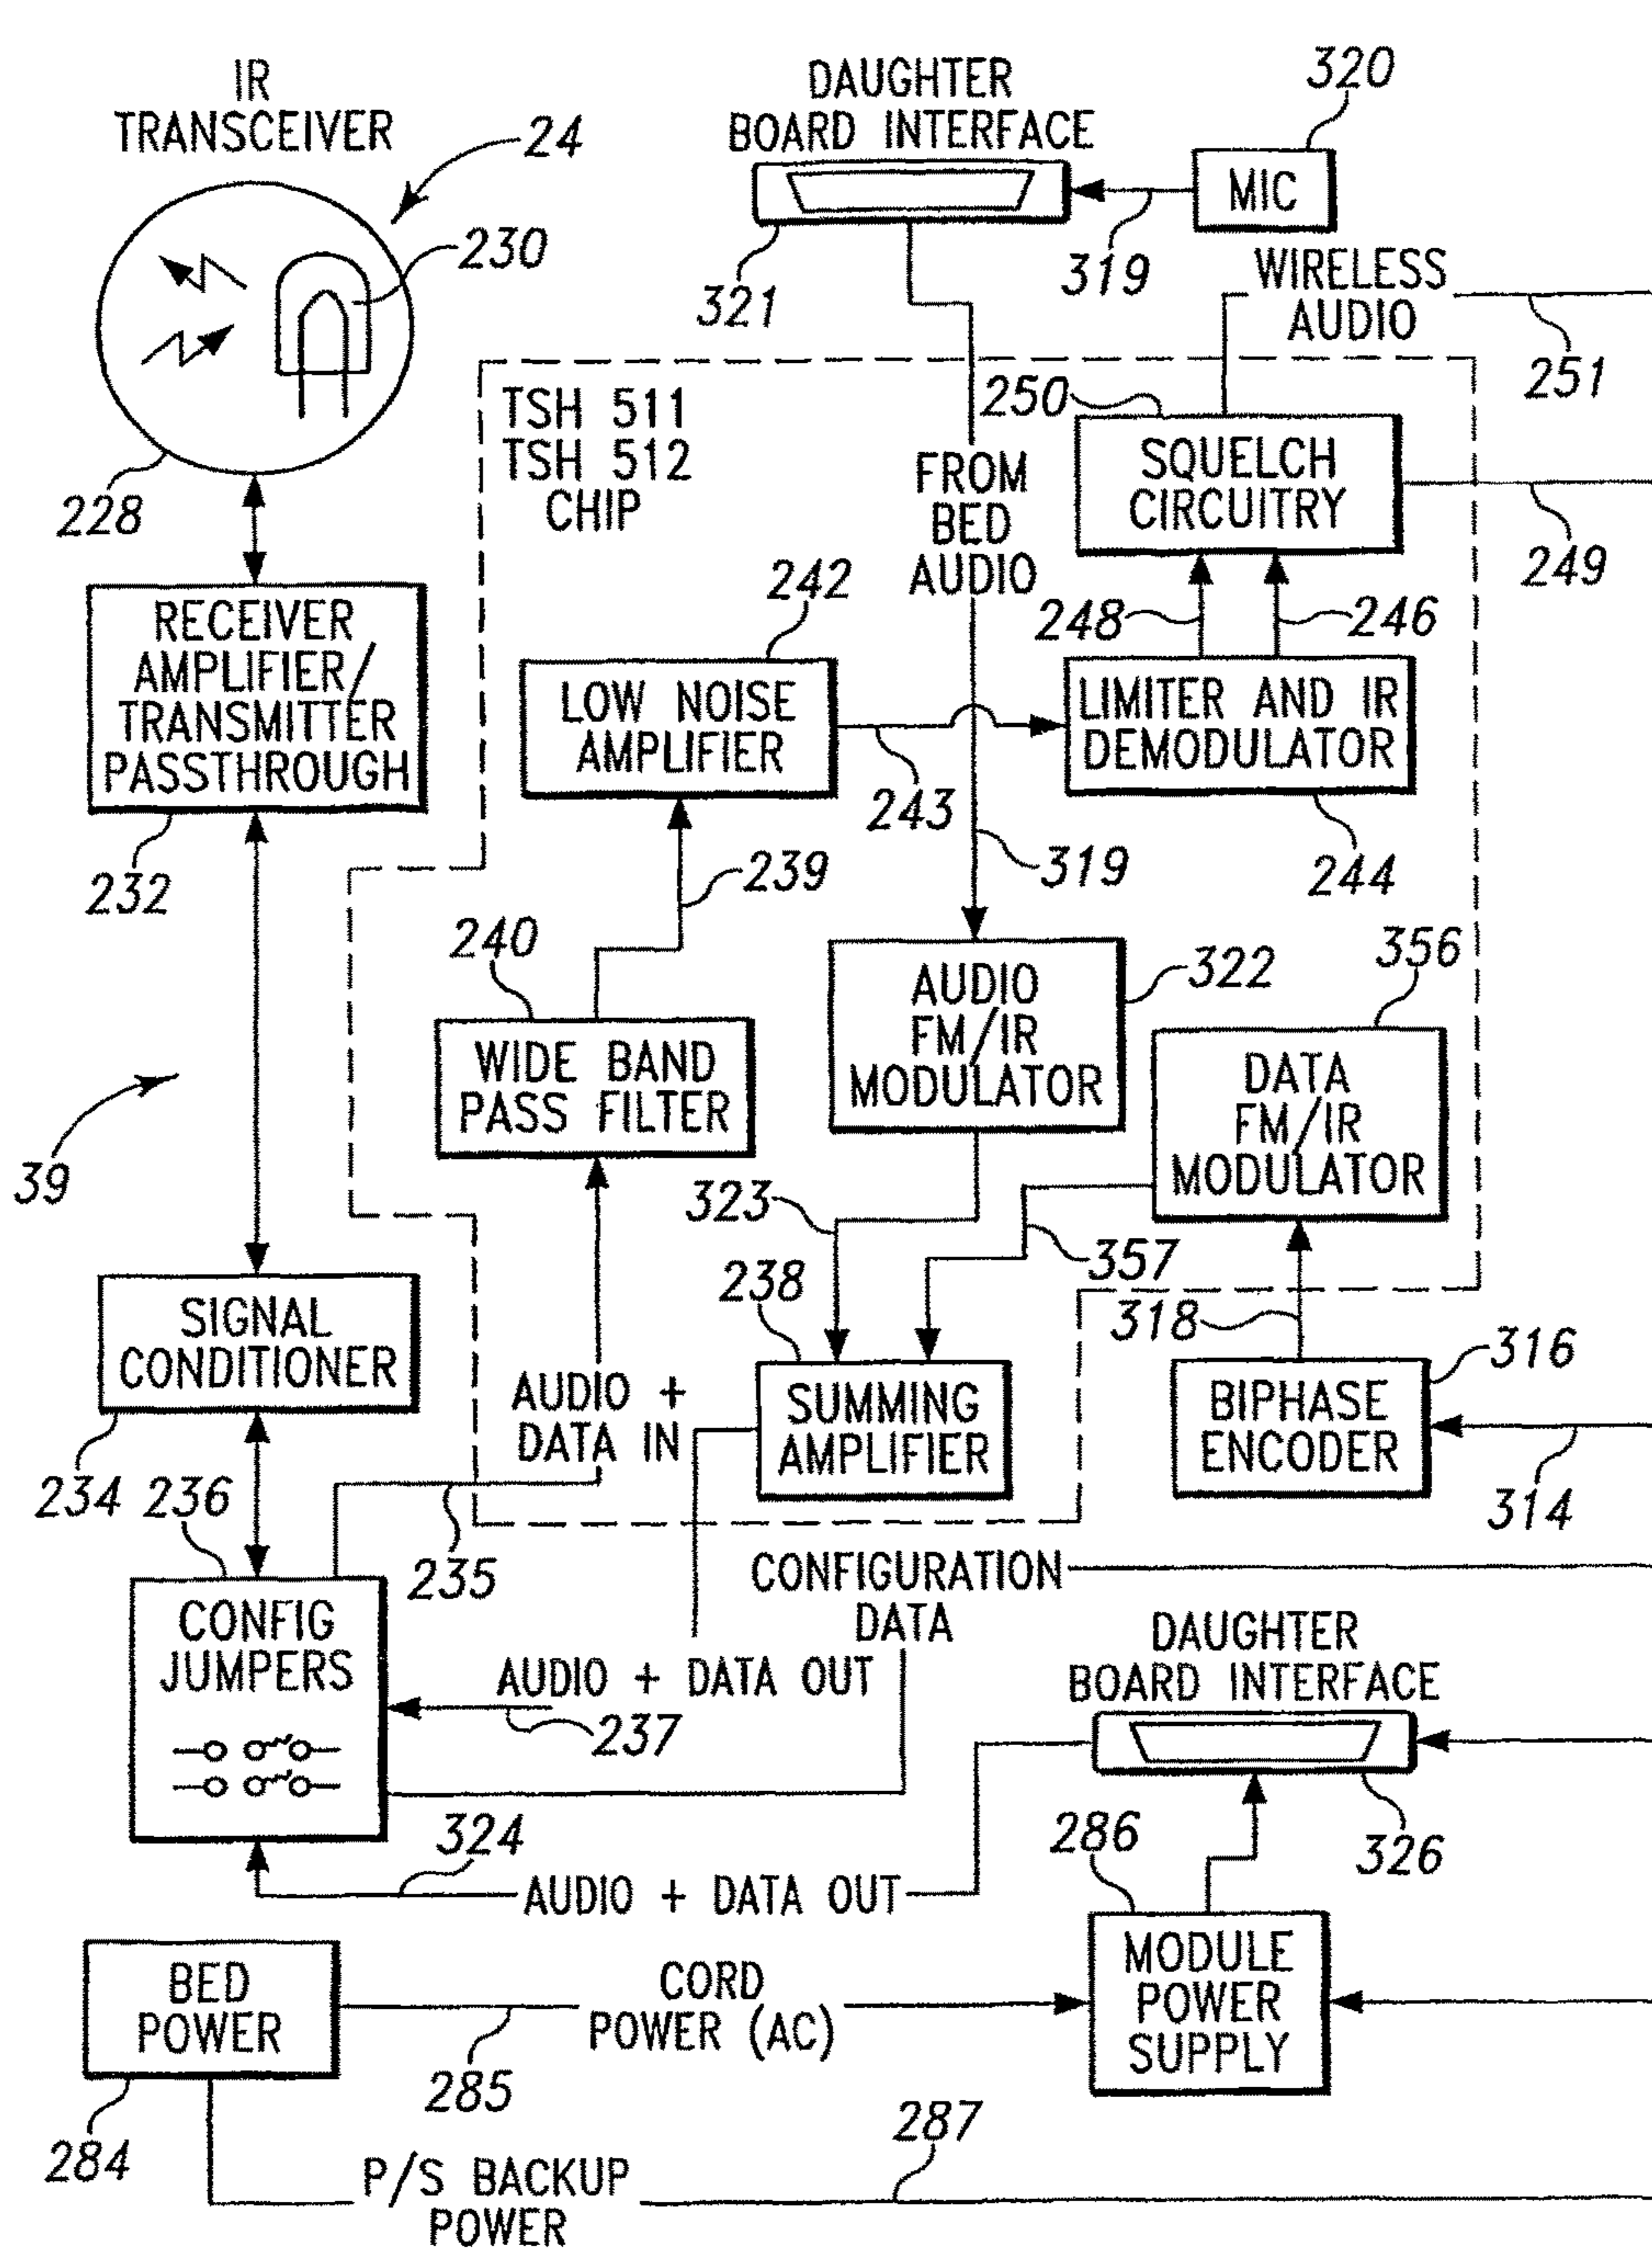 IR
TRANSCEIVER
24
230
228
DAUGHTER
BOARD INTERFACE
320
MIC
319
321
WIRELESS
AUDIO
251
TSH 511
TSH 512
CHIP
FROM
BED
AUDIO
250
SQUELCH
CIRCUITRY
249
248
246
RECEIVER
AMPLIFIER/
TRANSMITTER
PASSTHROUGH
232
242
LOW NOISE
AMPLIFIER
243
LIMITER AND IR
DEMODULATOR
244
239
319
240
WIDE BAND
PASS FILTER
AUDIO
FM/IR
MODULATOR
322
356
DATA
FM/IR
MODULATOR
39
323
357
238
318
SIGNAL
CONDITIONER
234
AUDIO +
DATA IN
SUMMING
AMPLIFIER
316
BIPHASE
ENCODER
314
236
235
CONFIG
JUMPERS
CONFIGURATION
DATA
AUDIO + DATA OUT
237
DAUGHTER
BOARD INTERFACE
326
324
AUDIO + DATA OUT
286
MODULE
POWER
SUPPLY
BED
POWER
284
CORD
POWER (AC)
285
287
P/S BACKUP
POWER